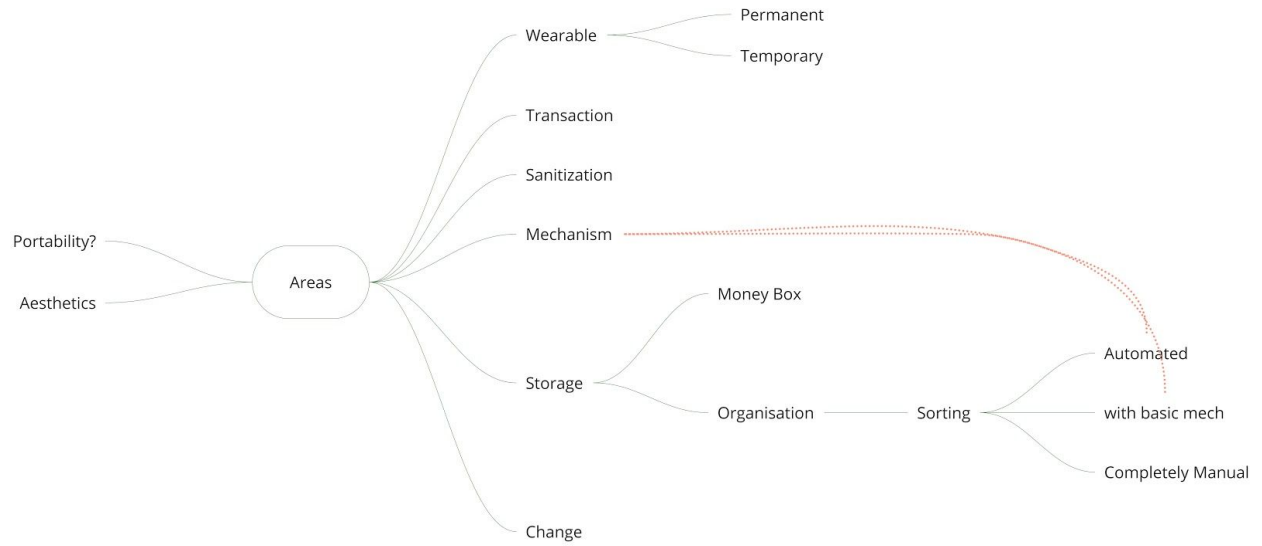 Permanent
Wearable
Temporary
Transaction
Sanitization
Mechanism
Portability?
Areas
Money Box
Aesthetics
Automated
Storage
Organisation
Sorting
with basic mech
Completely Manual
Change